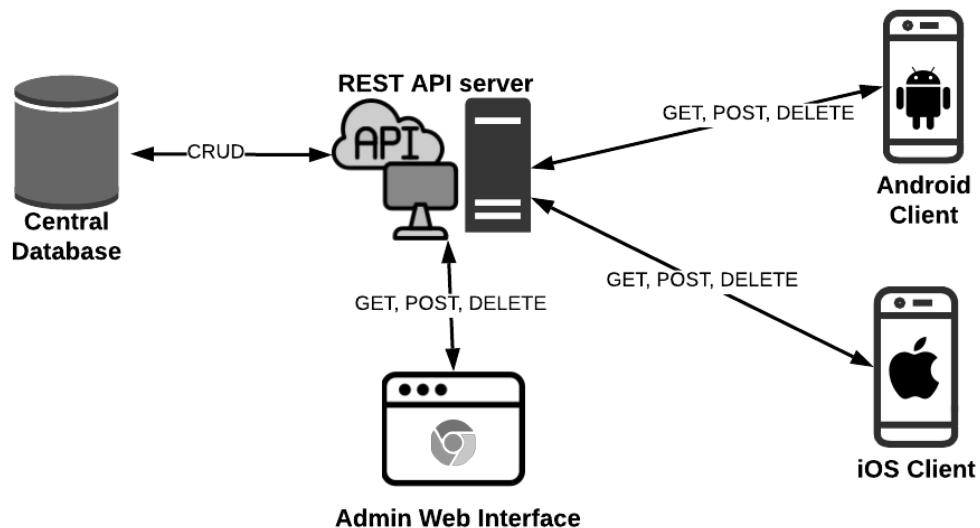 REST API server
API
GET, POST, DELETE
CRUD
Android
Client
Central
Database
GET, POST, DELETE
GET, POST, DELETE
iOS Client
Admin Web Interface